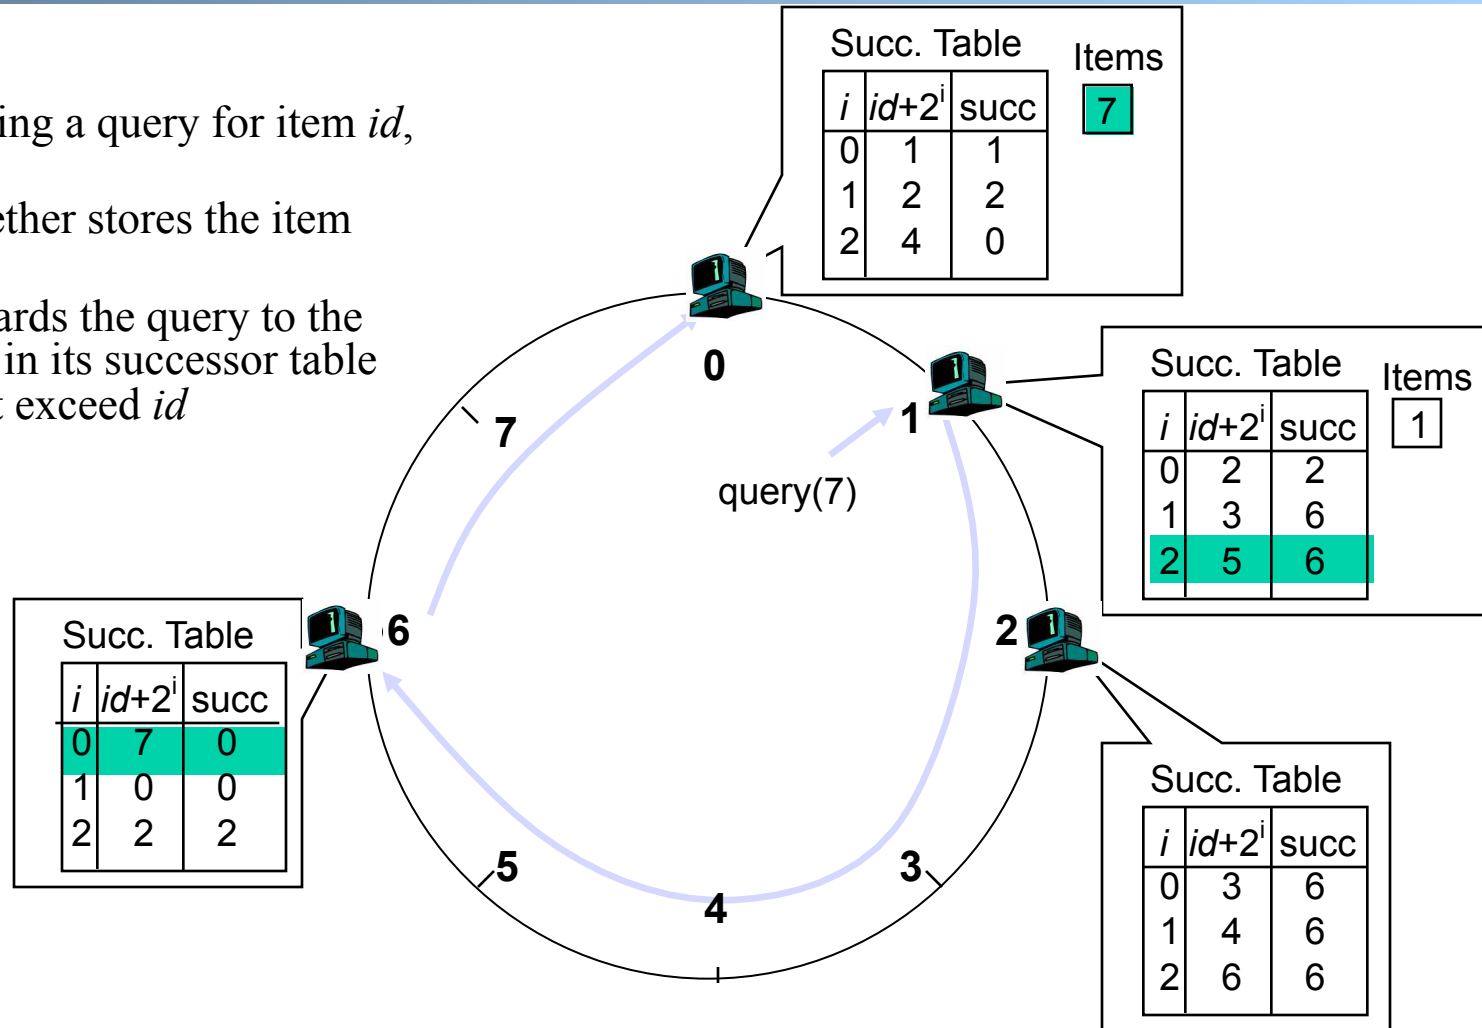 ing a query for item id,
ether stores the item
ards the query to the
in its successor table
t exceed id
Succ. Table
Items
i id+2^i succ
7
0 1 1
1 2 2
2 4 0
0
Succ. Table
Items
i id+2^i succ
1
0 2 2
1 3 6
2 5 6
1
7
query(7)
6
2
Succ. Table
i id+2^i succ
0 7 0
1 0 0
2 2 2
5
3
4
Succ. Table
i id+2^i succ
0 3 6
1 4 6
2 6 6